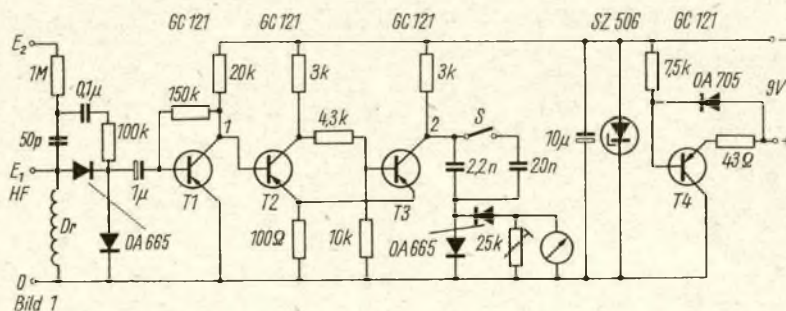 GC 121 GC 121 GC 121 SZ 506 GC 121
E2
1M
0,1µ
150k
20k
3k
3k
7,5k
0A 705
9V
50p
100k
4,3k
S
1
2
10µ
E1
HF
1µ
T1
T2
T3
2,2n
20n
43Ω
T4
Dr
0A 665
100Ω
10k
0A665
25k
0
Bild 1